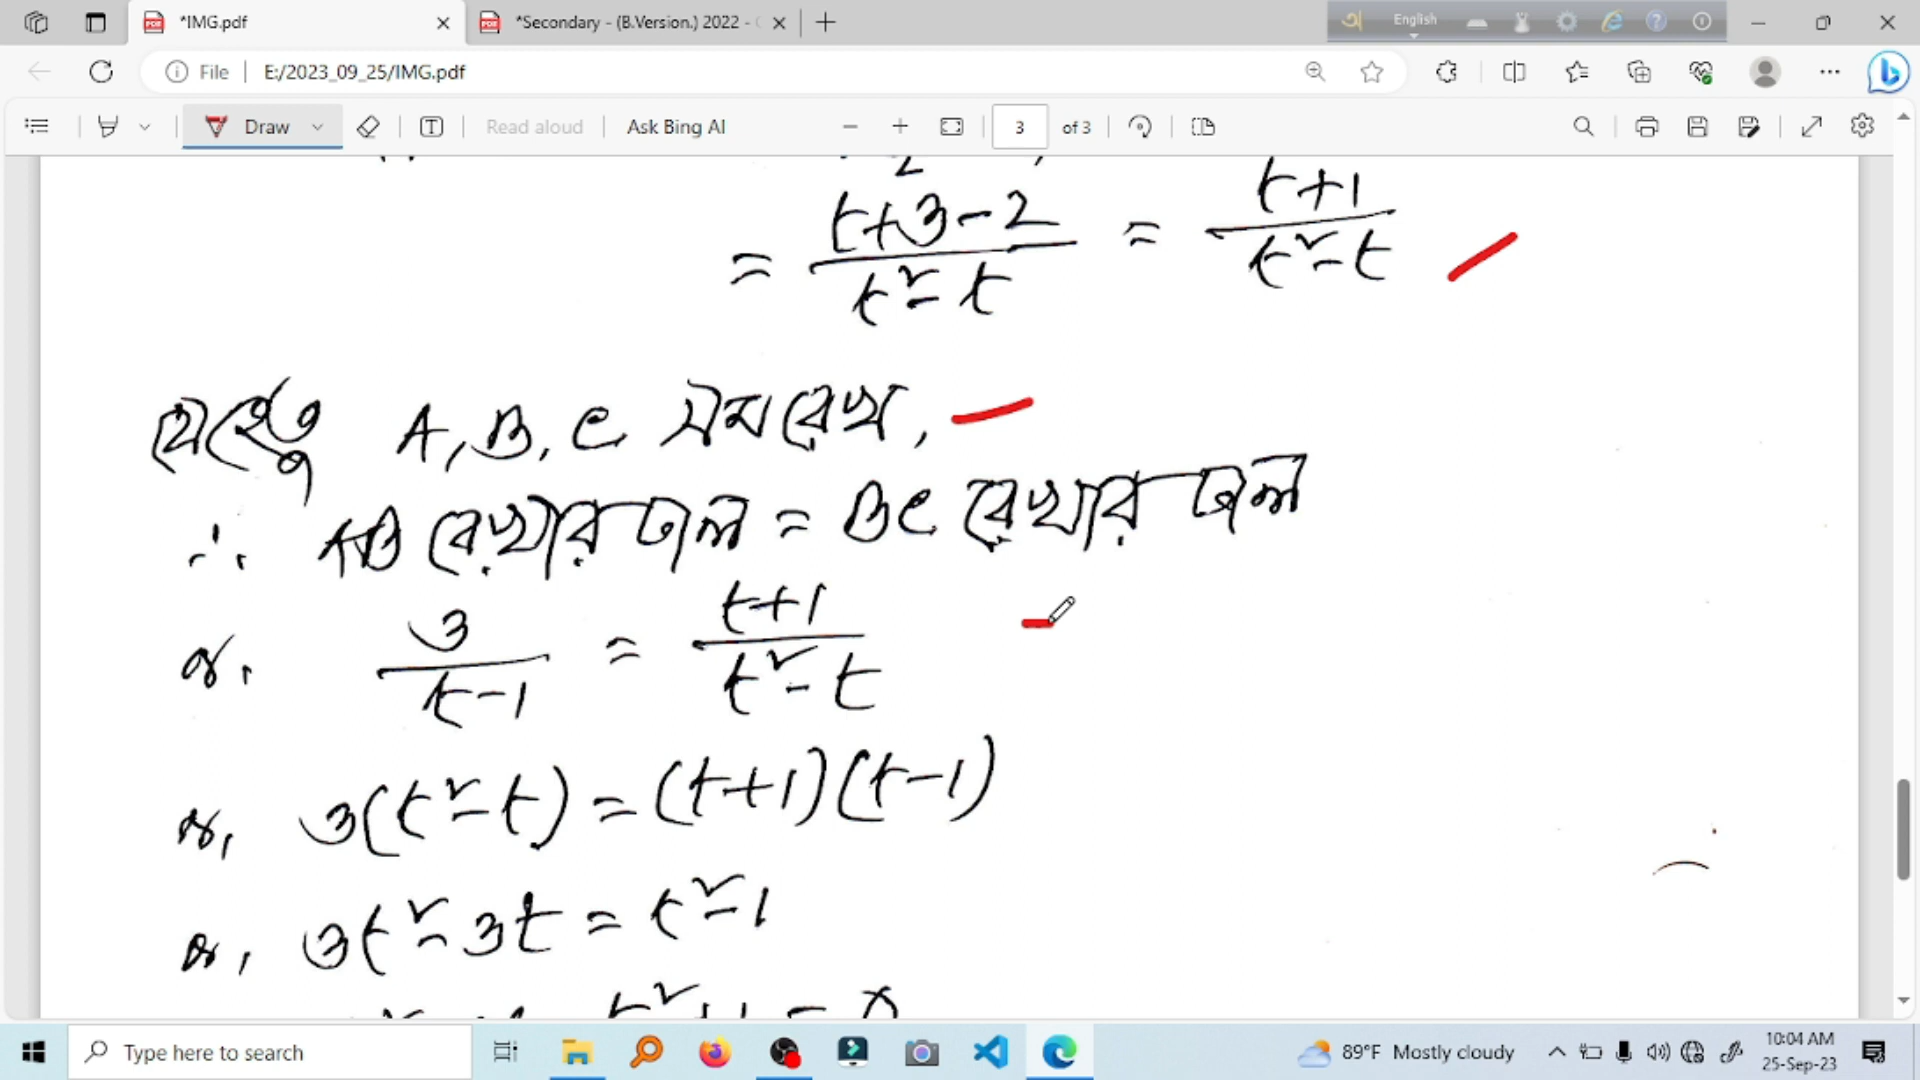 *IMG.pdf
*Secondary - (B.Version.) 2022 -
English
File E:/2023_09_25/IMG.pdf
Draw Read aloud Ask Bing AI 3 of 3
= t+3-2 / t²-t = t+1 / t²-t
যেহেতু A, B, C সমরেখ,
∴ AB রেখার ঢাল = BC রেখার ঢাল
বা, 3 / t-1 = t+1 / t²-t
বা, 3(t²-t) = (t+1)(t-1)
বা, 3t²-3t = t²-1
Type here to search
89°F Mostly cloudy
10:04 AM
25-Sep-23